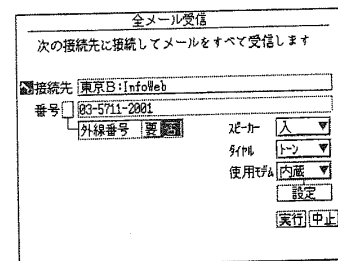 全メール受信
次の接続先に接続してメールをすべて受信します
接続先 東京B:InfoWeb
番号 03-5711-2001
外線番号 要 否
スピーカー 入 ▼
ダイヤル トーン ▼
使用モデム 内蔵 ▼
設定
実行 中止